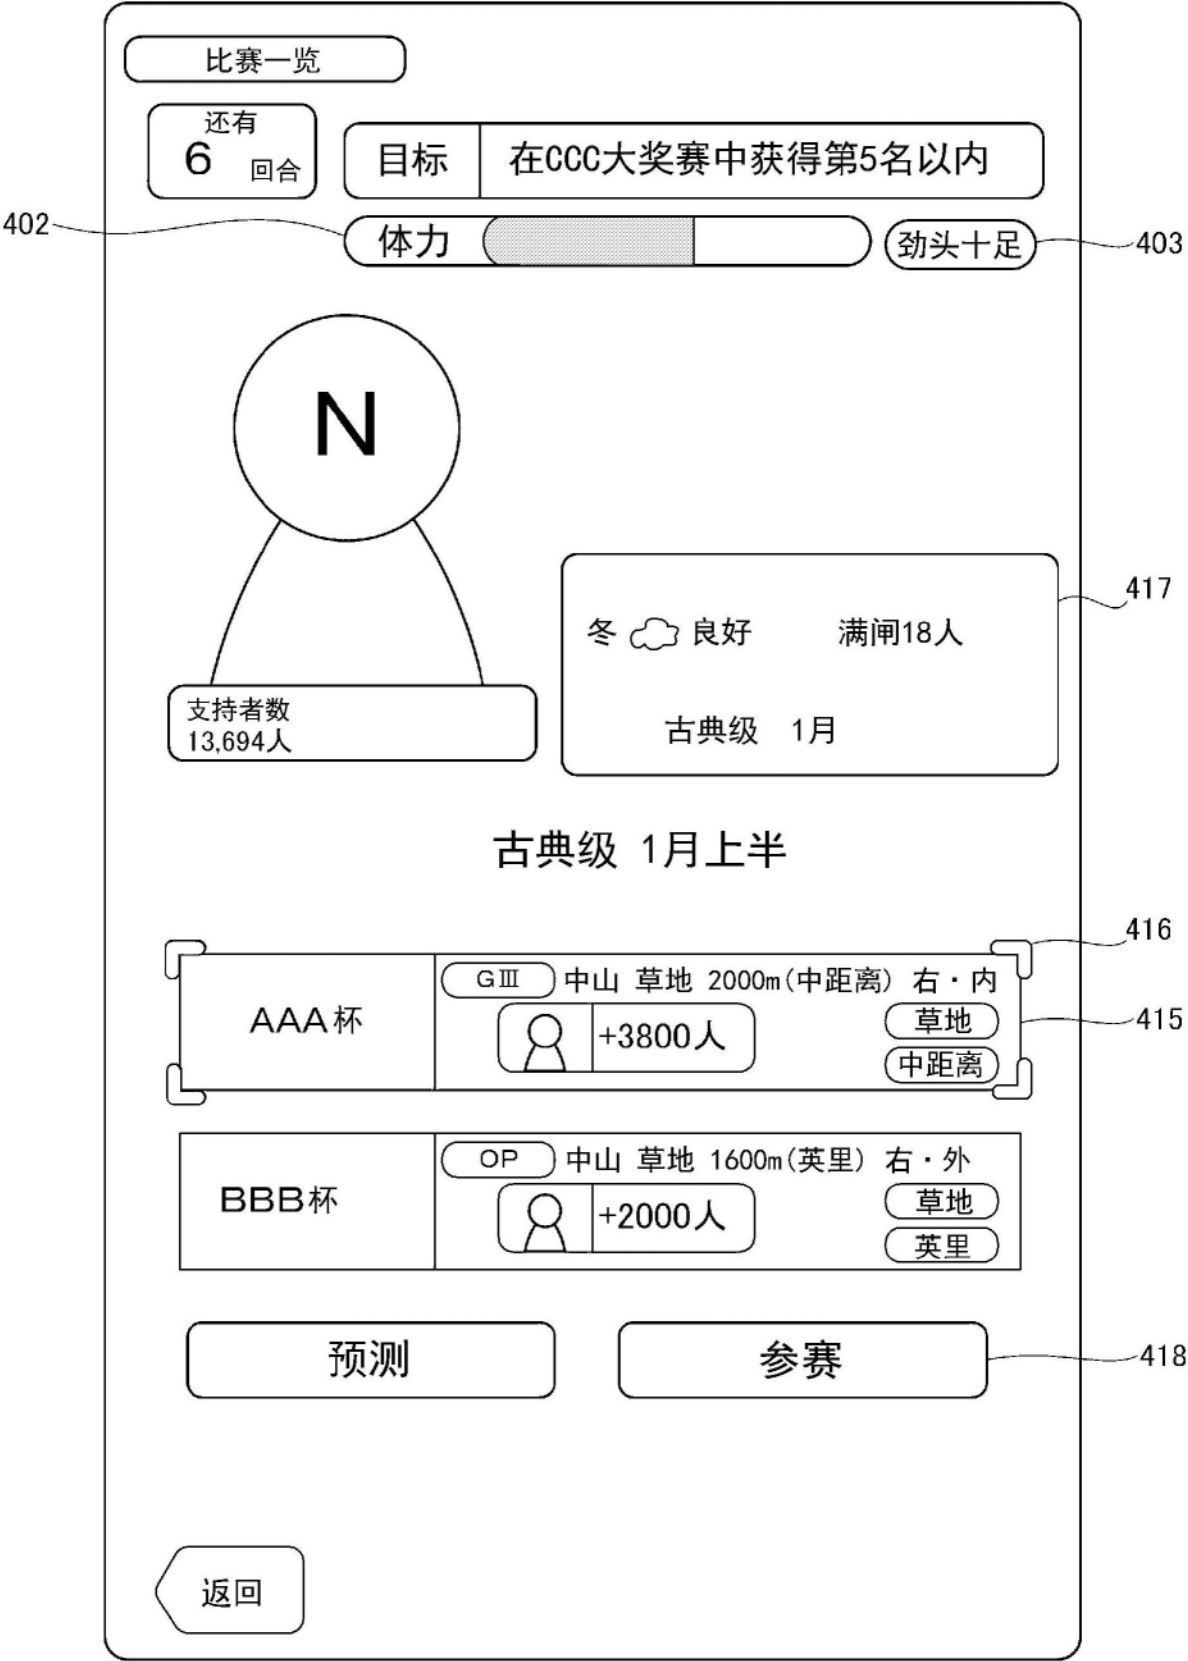 比赛一览
还有
6 回合
目标 在CCC大奖赛中获得第5名以内
402
体力
劲头十足
403
N
417
冬 良好 满闸18人
古典级 1月
支持者数
13,694人
古典级 1月上半
416
AAA杯
GⅢ 中山 草地 2000m(中距离) 右·内
+3800人
草地
中距离
415
BBB杯
OP 中山 草地 1600m(英里) 右·外
+2000人
草地
英里
预测
参赛
418
返回